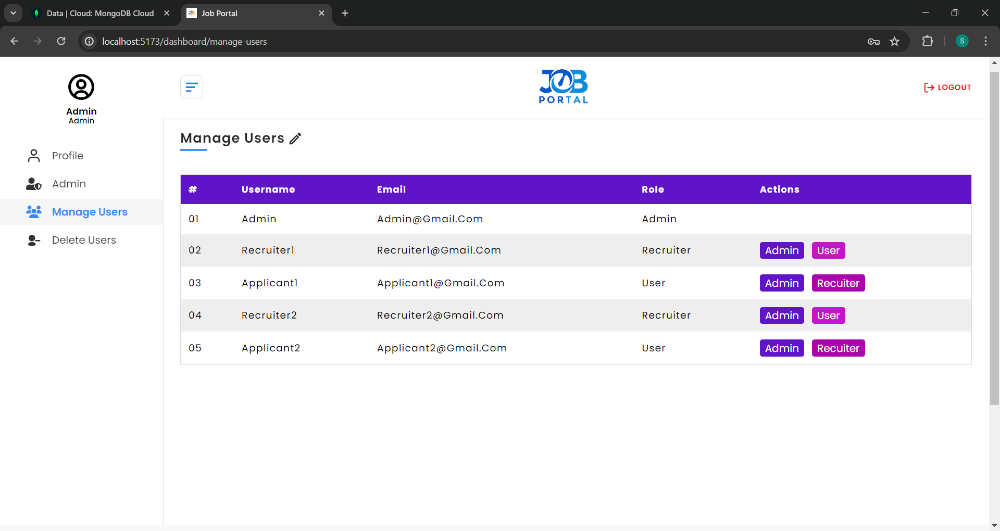 Data | Cloud: MongoDB Cloud
Job Portal
localhost:5173/dashboard/manage-users
S
Admin
Admin
Profile
Admin
Manage Users
Delete Users
JOB
PORTAL
LOGOUT
Manage Users
# Username Email Role Actions
01 Admin Admin@Gmail.Com Admin
02 Recruiter1 Recruiter1@Gmail.Com Recruiter Admin User
03 Applicant1 Applicant1@Gmail.Com User Admin Recuiter
04 Recruiter2 Recruiter2@Gmail.Com Recruiter Admin User
05 Applicant2 Applicant2@Gmail.Com User Admin Recuiter